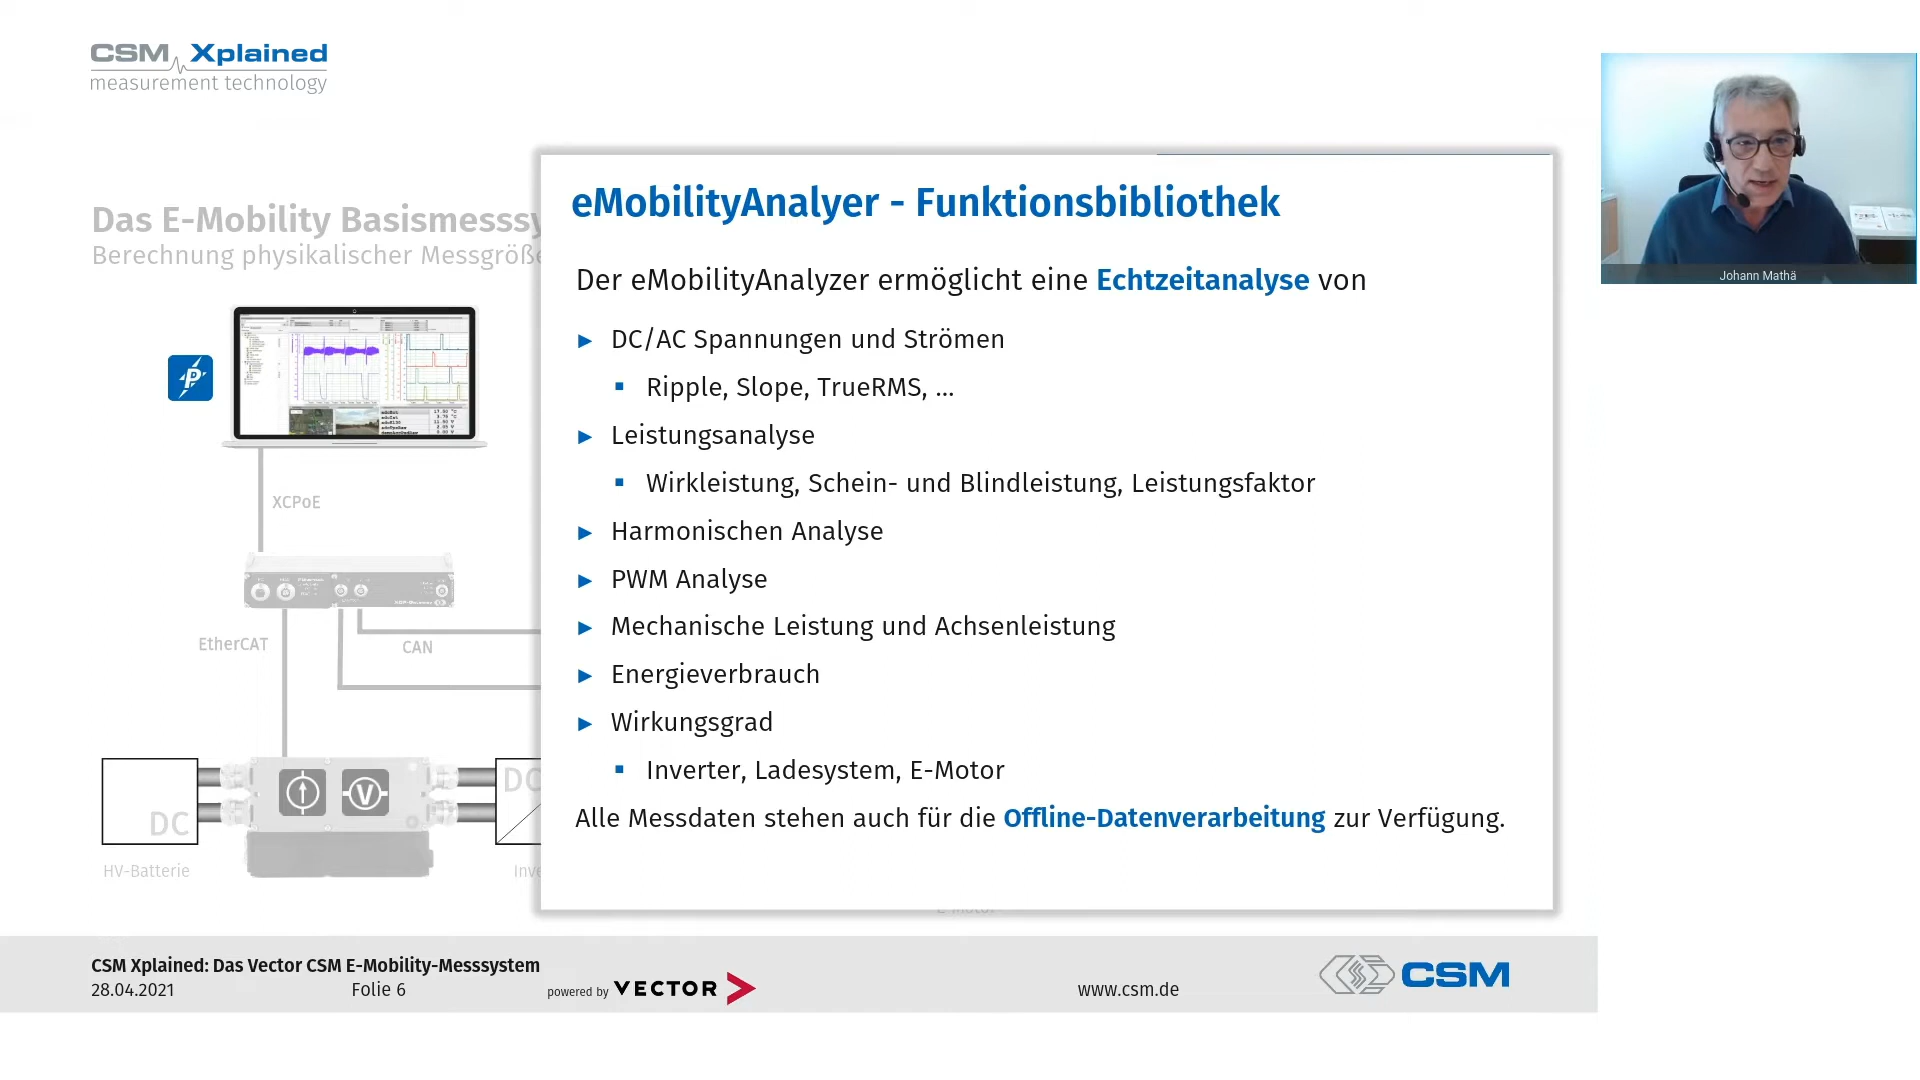 CSM Xplained
measurement technology
Johann Mathä
Das E-Mobility Basismesssy
Berechnung physikalischer Messgröße
eMobilityAnalyer - Funktionsbibliothek
Der eMobilityAnalyzer ermöglicht eine Echtzeitanalyse von
► DC/AC Spannungen und Strömen
▪ Ripple, Slope, TrueRMS, ...
► Leistungsanalyse
▪ Wirkleistung, Schein- und Blindleistung, Leistungsfaktor
► Harmonischen Analyse
► PWM Analyse
► Mechanische Leistung und Achsenleistung
► Energieverbrauch
► Wirkungsgrad
▪ Inverter, Ladesystem, E-Motor
Alle Messdaten stehen auch für die Offline-Datenverarbeitung zur Verfügung.
P
XCPoE
EtherCAT
CAN
DC
V
DC
HV-Batterie
Inve
E-Motor
CSM Xplained: Das Vector CSM E-Mobility-Messsystem
28.04.2021
Folie 6
powered by VECTOR
www.csm.de
CSM